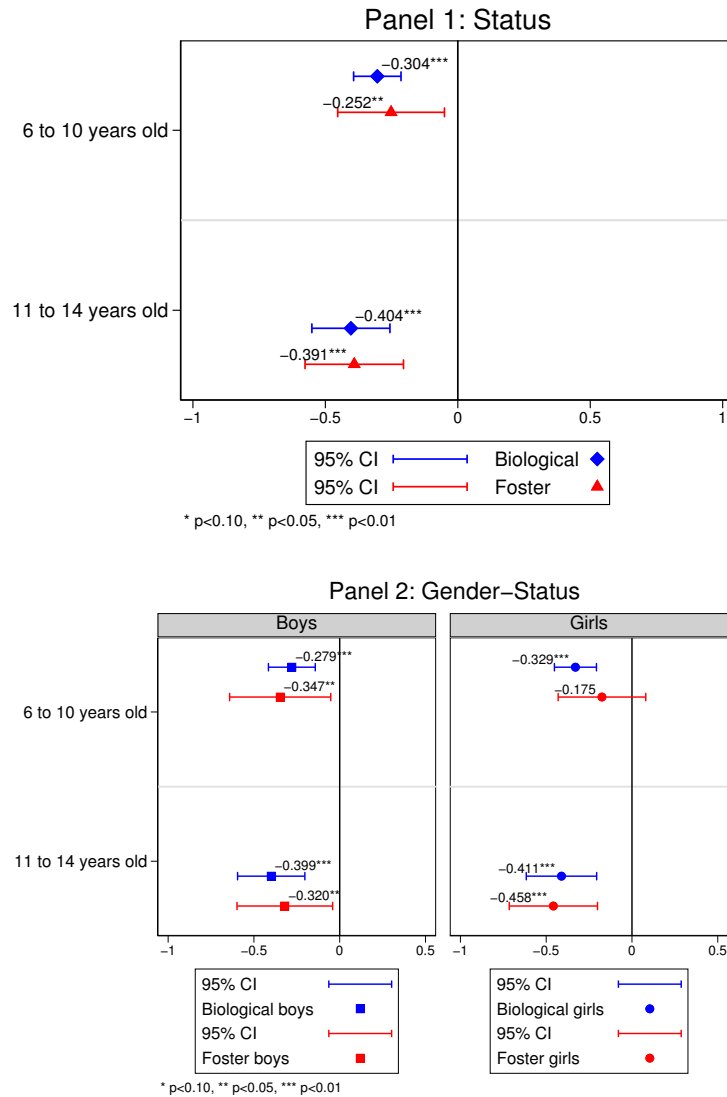 Panel 1: Status
−0.304***
−0.252**
6 to 10 years old
11 to 14 years old
−0.404***
−0.391***
−1 −0.5 0 0.5 1
95% CI Biological
95% CI Foster
* p<0.10, ** p<0.05, *** p<0.01
Panel 2: Gender−Status
Boys Girls
−0.279*** −0.329***
−0.347** −0.175
6 to 10 years old
11 to 14 years old
−0.399*** −0.411***
−0.320** −0.458***
−1 −0.5 0 0.5 −1 −0.5 0 0.5
95% CI 95% CI
Biological boys Biological girls
95% CI 95% CI
Foster boys Foster girls
* p<0.10, ** p<0.05, *** p<0.01